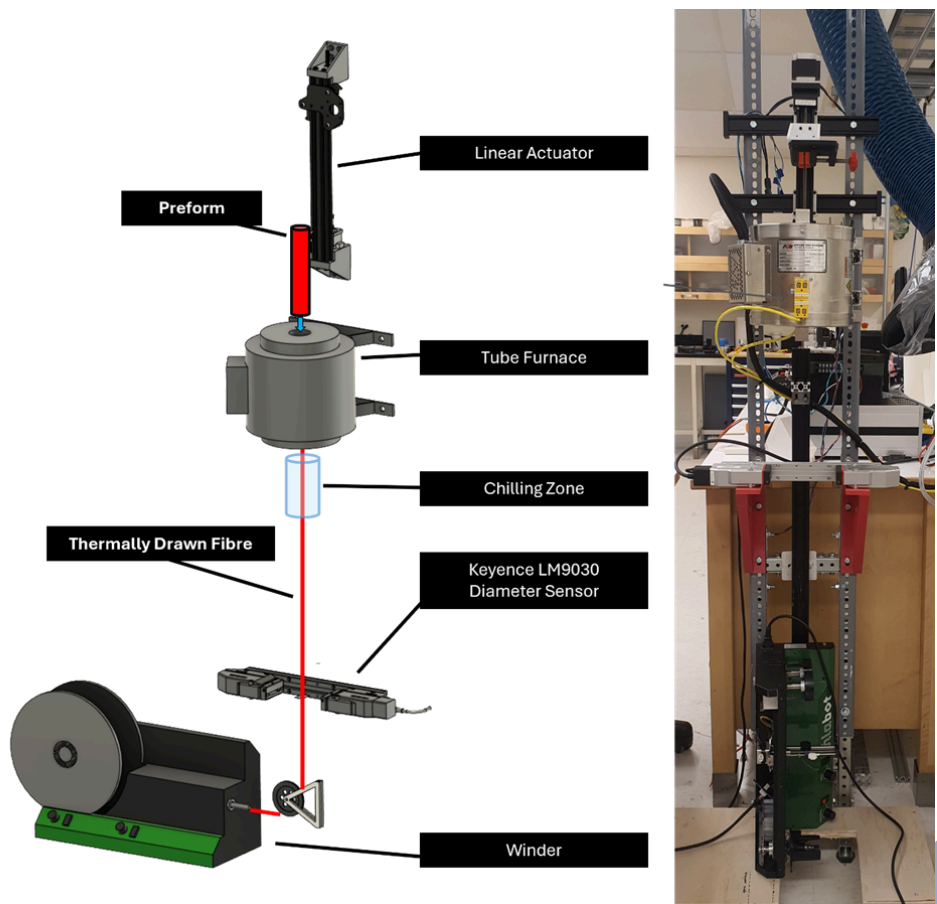 Linear Actuator
Preform
Tube Furnace
Chilling Zone
Thermally Drawn Fibre
Keyence LM9030
Diameter Sensor
Winder